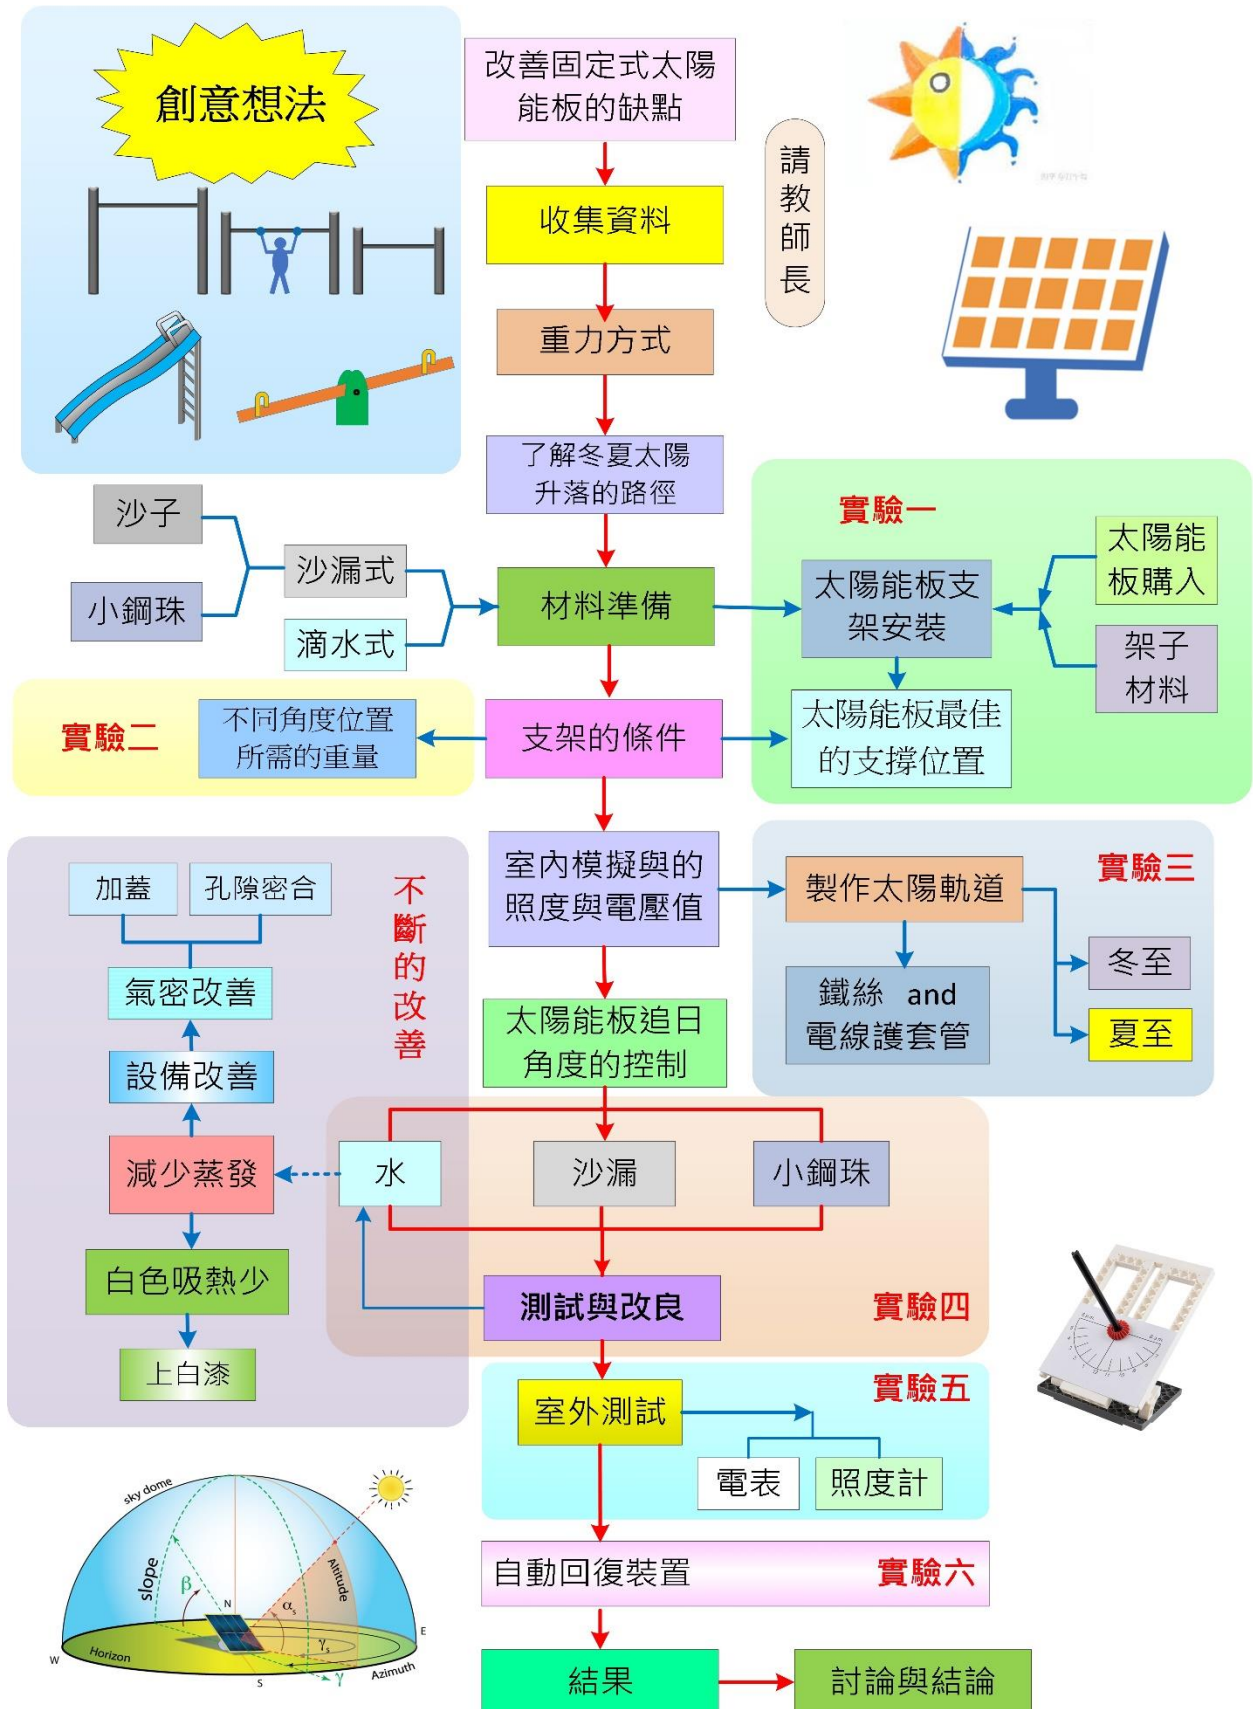 創意想法
改善固定式太陽
能板的缺點
請
教
師
長
收集資料
重力方式
了解冬夏太陽
升落的路徑
沙子
小鋼珠
沙漏式
滴水式
材料準備
實驗一
太陽能板支
架安裝
太陽能
板購入
架子
材料
太陽能板最佳
的支撐位置
實驗二
不同角度位置
所需的重量
支架的條件
室內模擬與的
照度與電壓值
實驗三
製作太陽軌道
鐵絲 and
電線護套管
冬至
夏至
不
斷
的
改
善
加蓋
孔隙密合
氣密改善
設備改善
減少蒸發
白色吸熱少
上白漆
太陽能板追日
角度的控制
水
沙漏
小鋼珠
測試與改良
實驗四
實驗五
室外測試
電表
照度計
自動回復裝置
實驗六
結果
討論與結論
sky dome
slope
β
N
αs
Altitude
γs
E
W
Horizon
S
γ
Azimuth